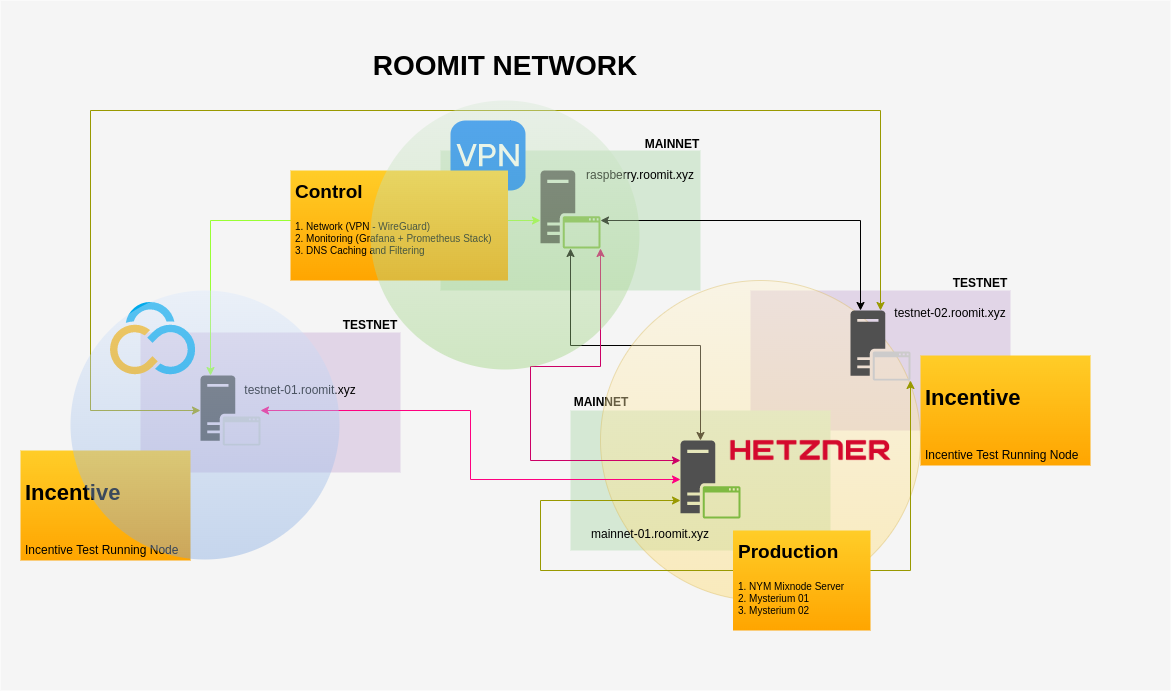 ROOMIT NETWORK
MAINNET
VPN
raspberry.roomit.xyz
Control
1. Network (VPN - WireGuard)
2. Monitoring (Grafana + Prometheus Stack)
3. DNS Caching and Filtering
TESTNET
testnet-02.roomit.xyz
TESTNET
testnet-01.roomit.xyz
Incentive
Incentive Test Running Node
MAINNET
HETZNER
mainnet-01.roomit.xyz
Incentive
Incentive Test Running Node
Production
1. NYM Mixnode Server
2. Mysterium 01
3. Mysterium 02